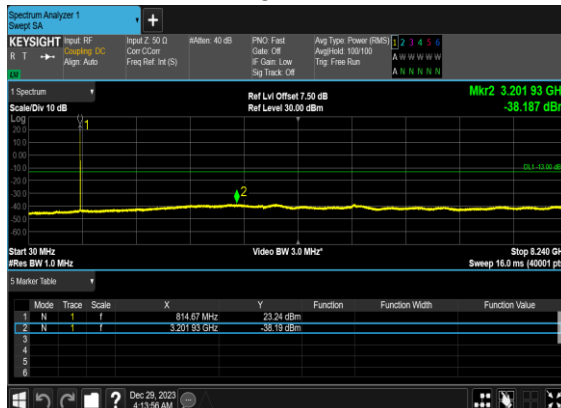 Spectrum Analyzer 1
Swept SA
KEYSIGHT Input: RF Input Z: 50 Ω #Atten: 40 dB PNO: Fast Avg Type: Power (RMS) 1 2 3 4 5 6
R T Coupling: DC Corr CCorr Gate: Off Avg|Hold: 100/100 A W W W W W
Align: Auto Freq Ref: Int (S) IF Gain: Low Trig: Free Run
LXI Sig Track: Off A N N N N N
1 Spectrum Ref Lvl Offset 7.50 dB Mkr2 3.201 93 GH
Scale/Div 10 dB Ref Level 30.00 dBm -38.187 dBr
Log
20.0
10.0
0.00
-10.0
-20.0
-30.0
-40.0
-50.0
-60.0
1
2
DL1 -13.00 dB
Start 30 MHz Video BW 3.0 MHz* Stop 8.240 GH
#Res BW 1.0 MHz Sweep 16.0 ms (40001 pt
5 Marker Table
Mode Trace Scale X Y Function Function Width Function Value
1 N 1 f 814.67 MHz 23.24 dBm
2 N 1 f 3.201 93 GHz -38.19 dBm
3
4
5
6
? Dec 29, 2023
4:13:56 AM